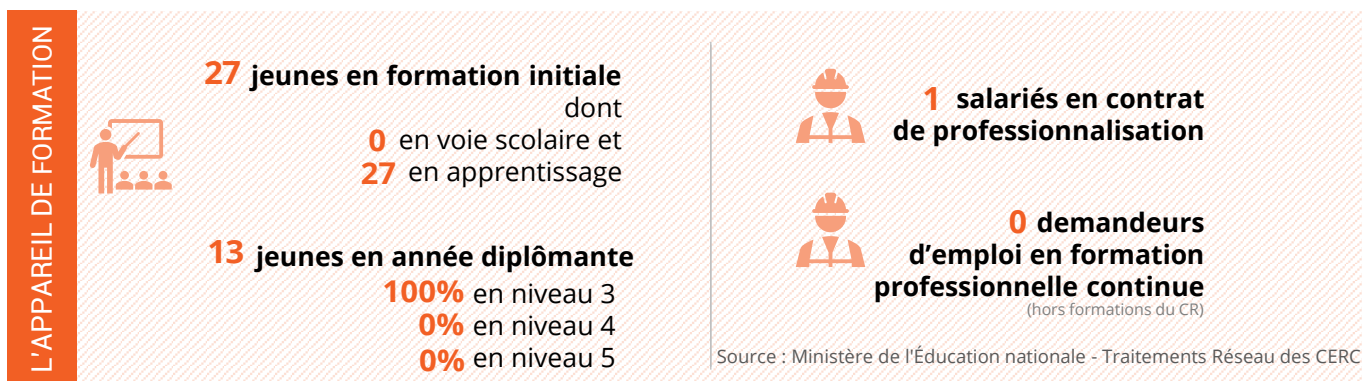 L'APPAREIL DE FORMATION
27 jeunes en formation initiale
dont
0 en voie scolaire et
27 en apprentissage
13 jeunes en année diplômante
100% en niveau 3
0% en niveau 4
0% en niveau 5
1 salariés en contrat
de professionnalisation
0 demandeurs
d’emploi en formation
professionnelle continue
(hors formations du CR)
Source : Ministère de l'Éducation nationale - Traitements Réseau des CERC